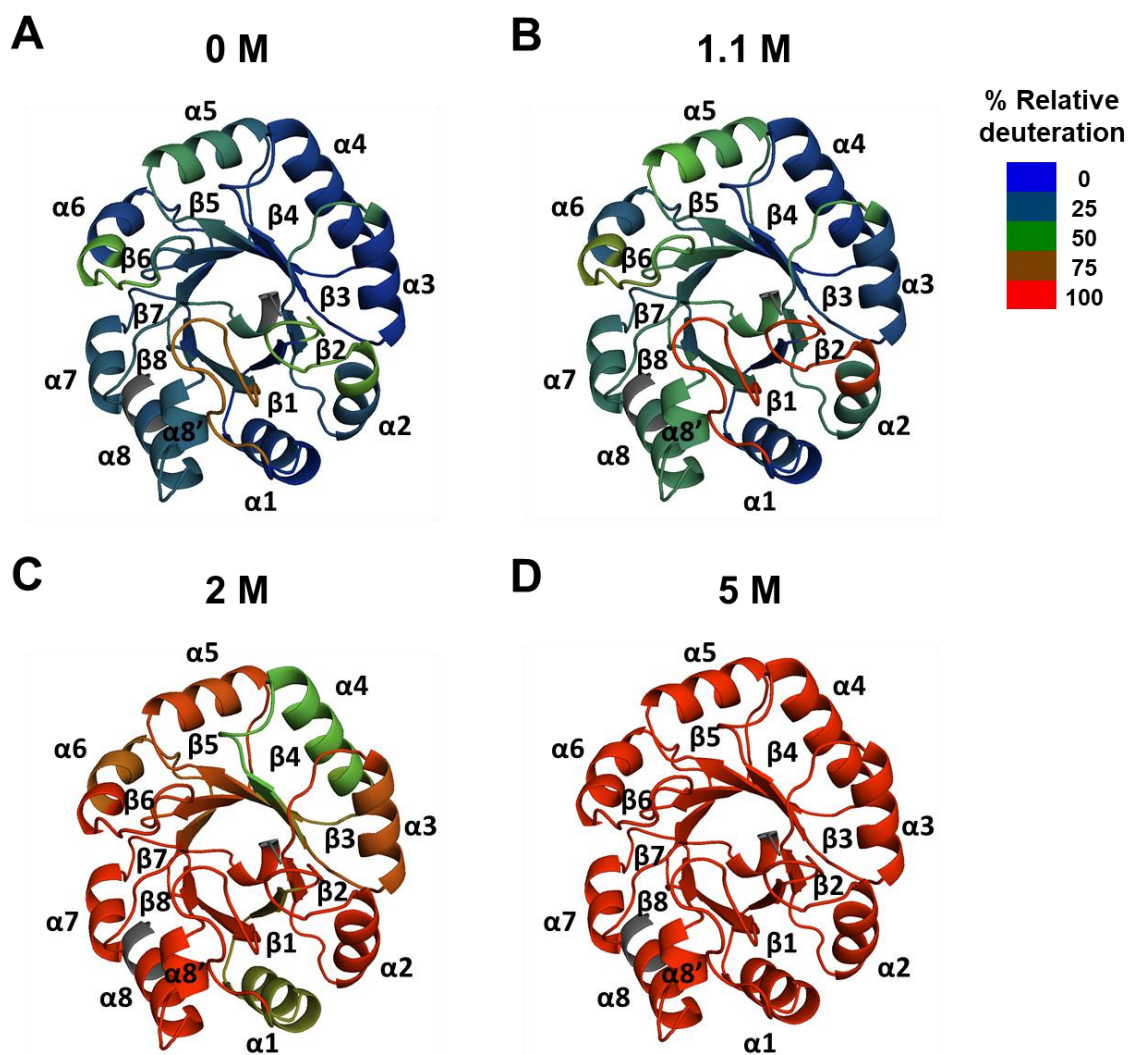 A
0 M
α5
α4
α6
β5
β4
β6
β3
α3
β7
β2
β8
α7
β1
α2
α8’
α8
α1
B
1.1 M
α5
α4
α6
β5
β4
β6
β3
α3
β7
β2
β8
α7
β1
α2
α8’
α8
α1
% Relative
deuteration
0
25
50
75
100
C
2 M
α5
α4
α6
β5
β4
β6
β3
α3
β7
β2
β8
α7
β1
α2
α8’
α8
α1
D
5 M
α5
α4
α6
β5
β4
β6
β3
α3
β7
β2
β8
α7
β1
α2
α8’
α8
α1